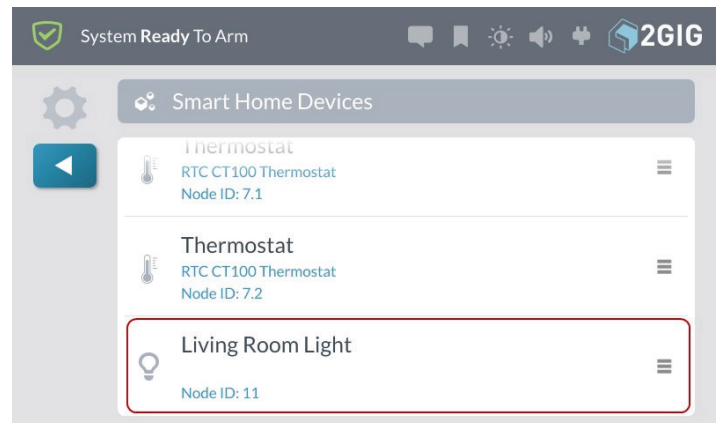 System Ready To Arm
2GIG
Smart Home Devices
Thermostat
RTC CT100 Thermostat
Node ID: 7.1
Thermostat
RTC CT100 Thermostat
Node ID: 7.2
Living Room Light
Node ID: 11